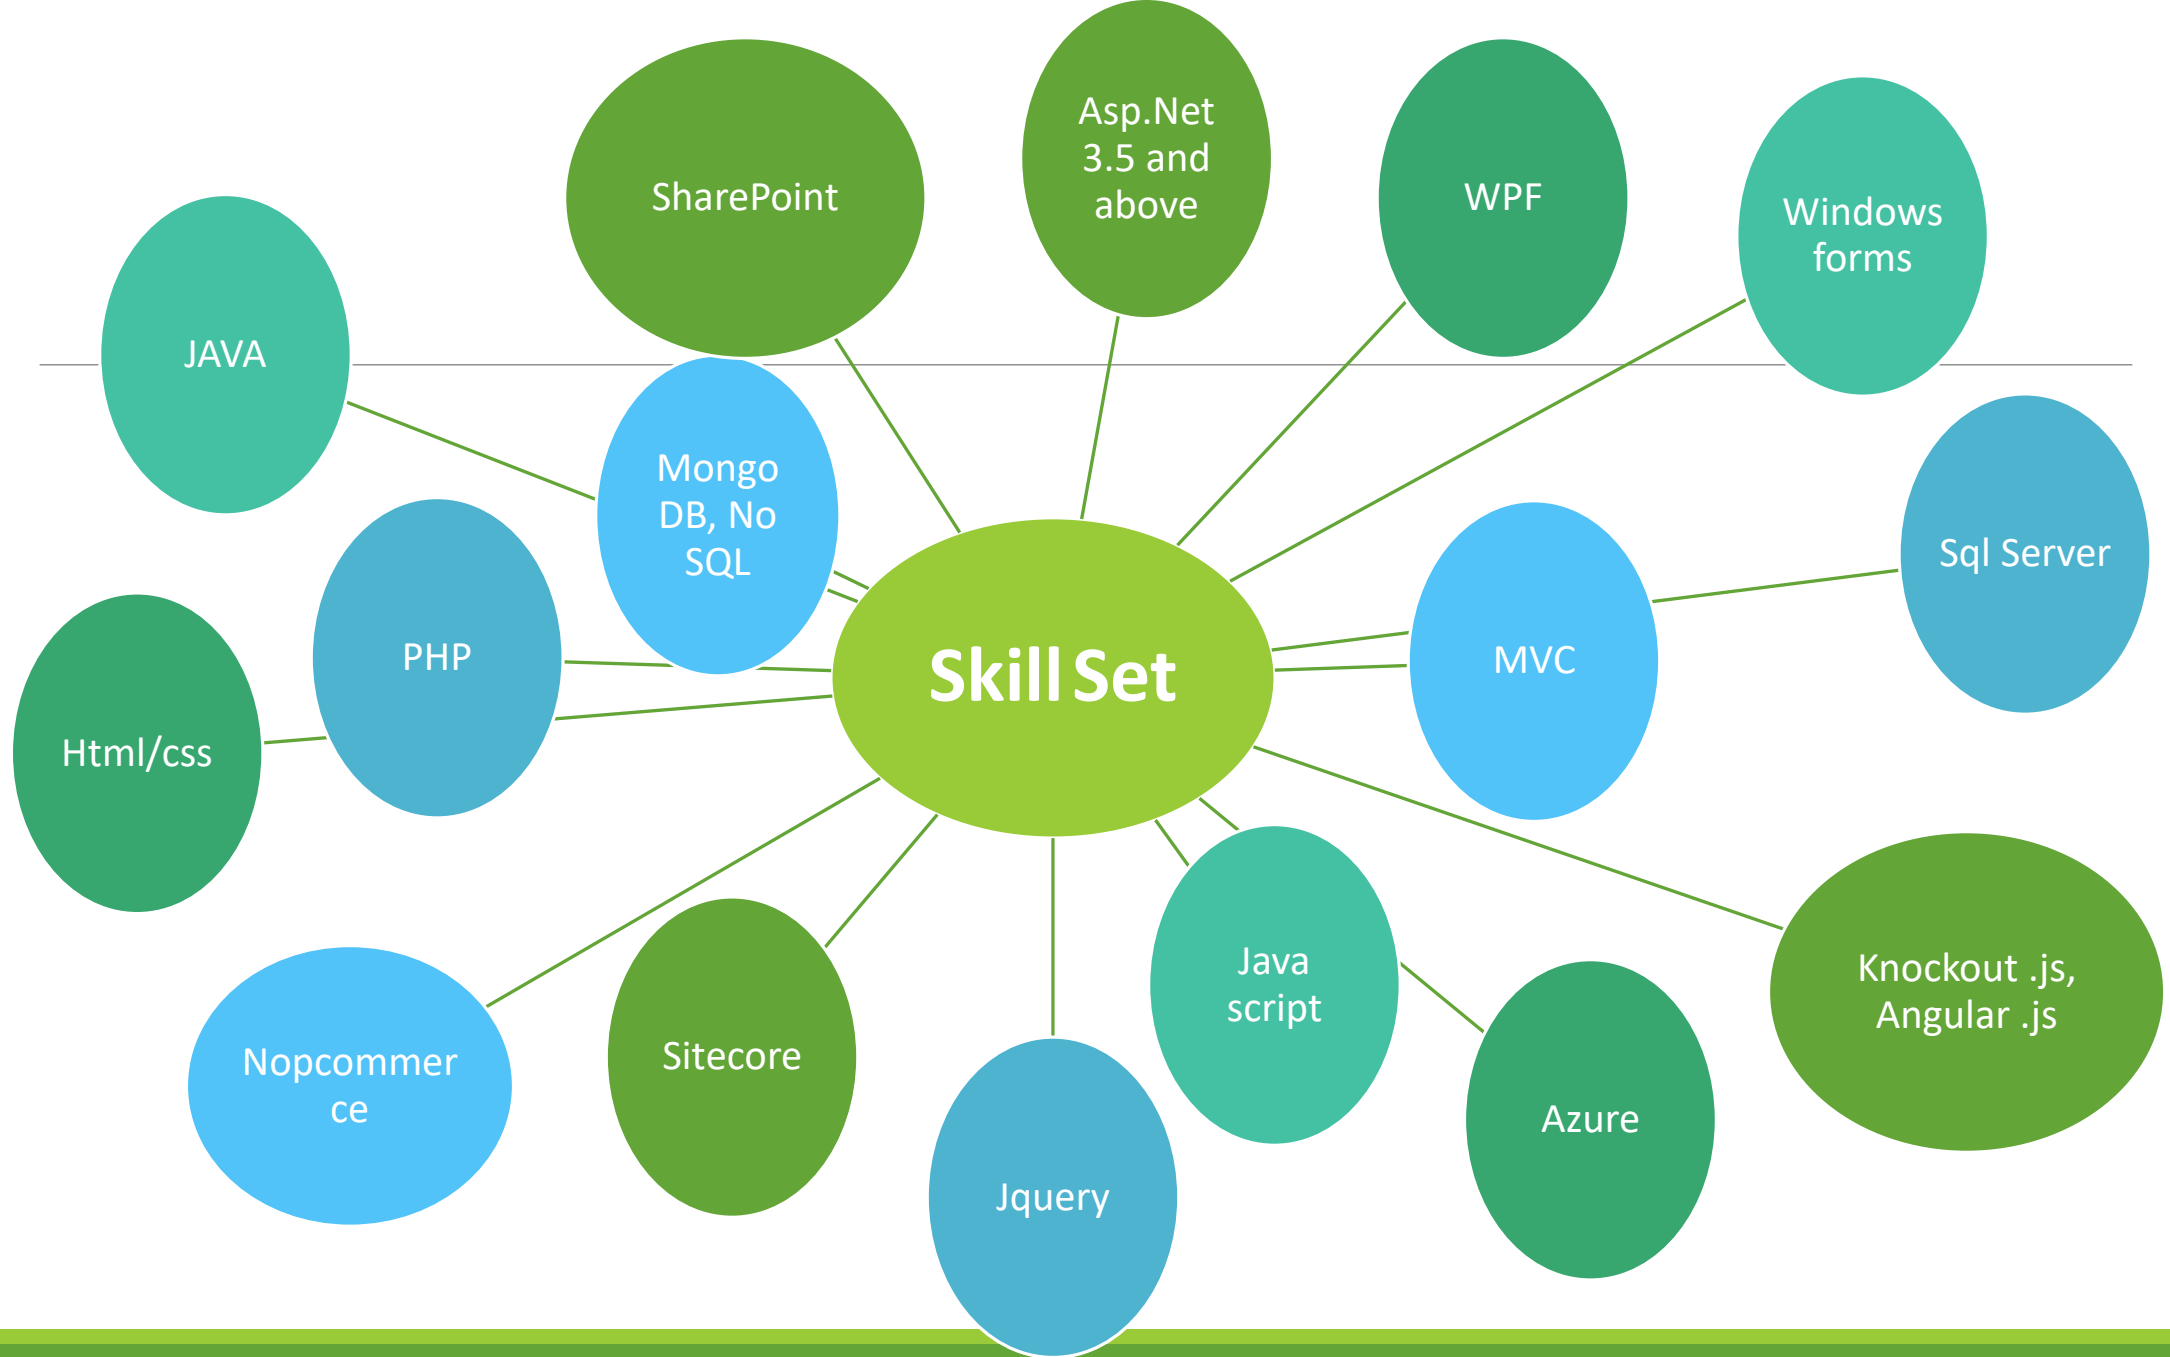 Asp.Net
3.5 and
above
SharePoint
WPF
Windows
forms
JAVA
Mongo
DB, No
SQL
Sql Server
PHP
Skill Set
MVC
Html/css
Java
script
Knockout .js,
Angular .js
Nopcommer
ce
Sitecore
Azure
Jquery